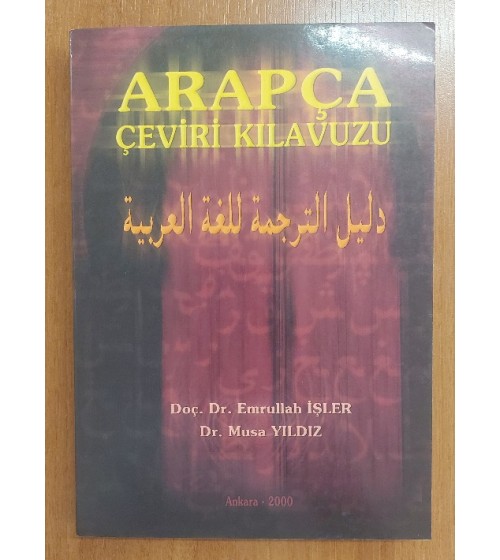 ARAPÇA
ÇEVİRİ KILAVUZU
دليل الترجمة للغة العربية
Doç. Dr. Emrullah İŞLER
Dr. Musa YILDIZ
Ankara - 2000